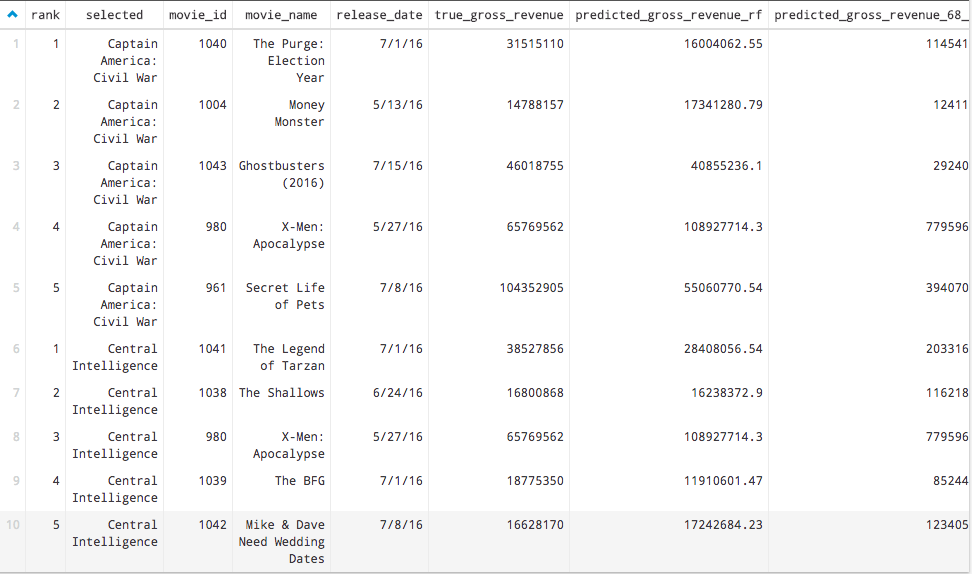 rank selected movie_id movie_name release_date true_gross_revenue predicted_gross_revenue_rf predicted_gross_revenue_68_
1 1 Captain 1040 The Purge: 7/1/16 31515110 16004062.55 114541
America: Election
Civil War Year
2 2 Captain 1004 Money 5/13/16 14788157 17341280.79 12411
America: Monster
Civil War
3 3 Captain 1043 Ghostbusters 7/15/16 46018755 40855236.1 29240
America: (2016)
Civil War
4 4 Captain 980 X-Men: 5/27/16 65769562 108927714.3 779596
America: Apocalypse
Civil War
5 5 Captain 961 Secret Life 7/8/16 104352905 55060770.54 394070
America: of Pets
Civil War
6 1 Central 1041 The Legend 7/1/16 38527856 28408056.54 203316
Intelligence of Tarzan
7 2 Central 1038 The Shallows 6/24/16 16800868 16238372.9 116218
Intelligence
8 3 Central 980 X-Men: 5/27/16 65769562 108927714.3 779596
Intelligence Apocalypse
9 4 Central 1039 The BFG 7/1/16 18775350 11910601.47 85244
Intelligence
10 5 Central 1042 Mike & Dave 7/8/16 16628170 17242684.23 123405
Intelligence Need Wedding
Dates